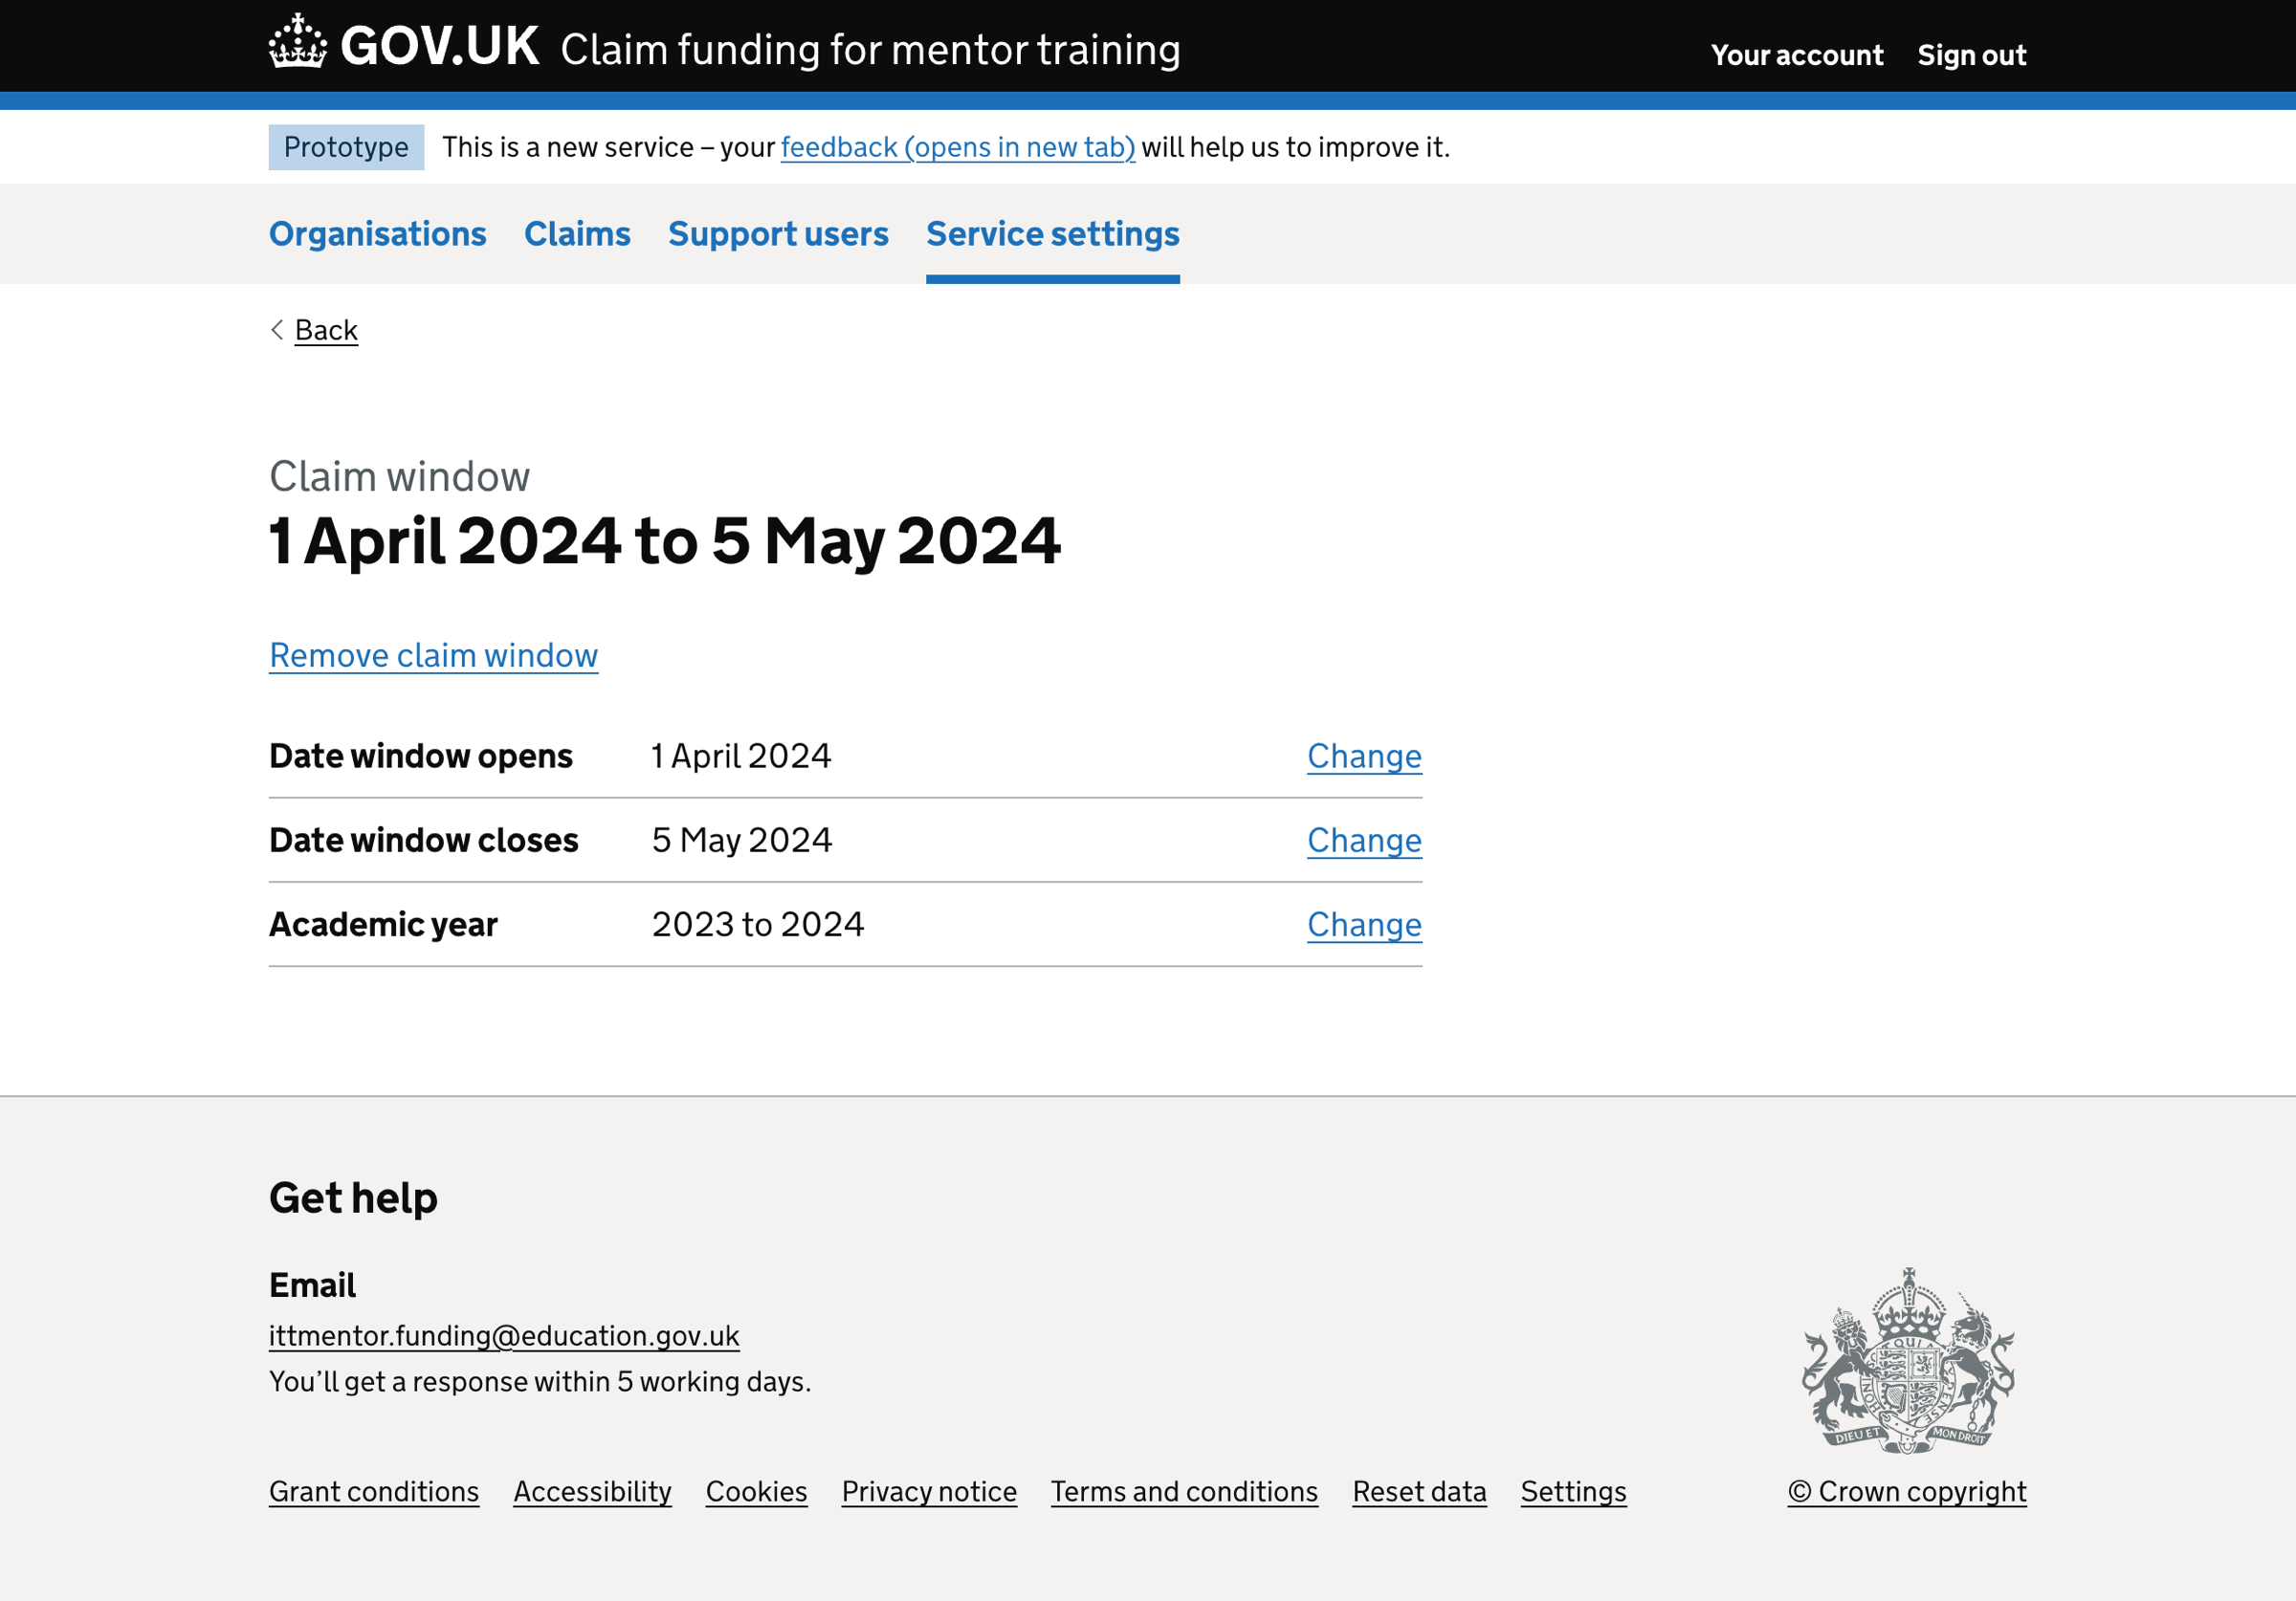 GOV.UK Claim funding for mentor training
Your account Sign out
Prototype This is a new service – your feedback (opens in new tab) will help us to improve it.
Organisations Claims Support users Service settings
Back
Claim window
1 April 2024 to 5 May 2024
Remove claim window
Date window opens 1 April 2024 Change
Date window closes 5 May 2024 Change
Academic year 2023 to 2024 Change
Get help
Email
ittmentor.funding@education.gov.uk
You’ll get a response within 5 working days.
DIEU ET MON DROIT
Grant conditions Accessibility Cookies Privacy notice Terms and conditions Reset data Settings
© Crown copyright